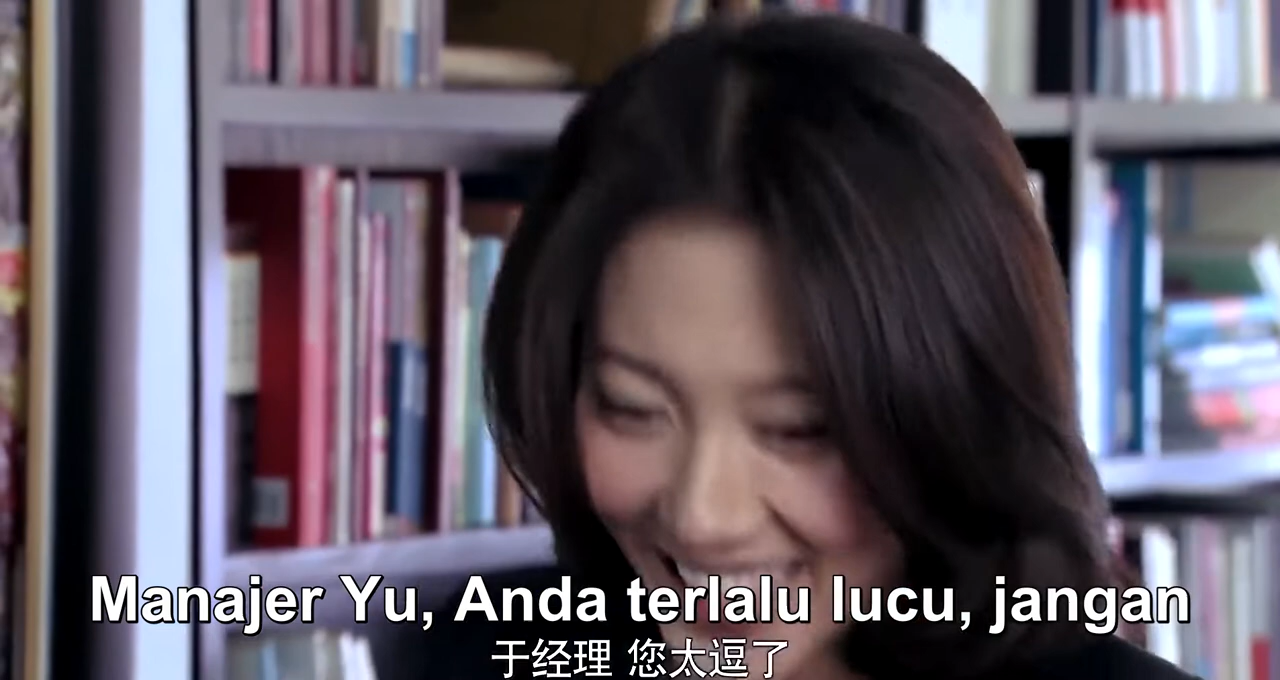 Manajer Yu, Anda terlalu lucu, jangan
于经理 您太逗了